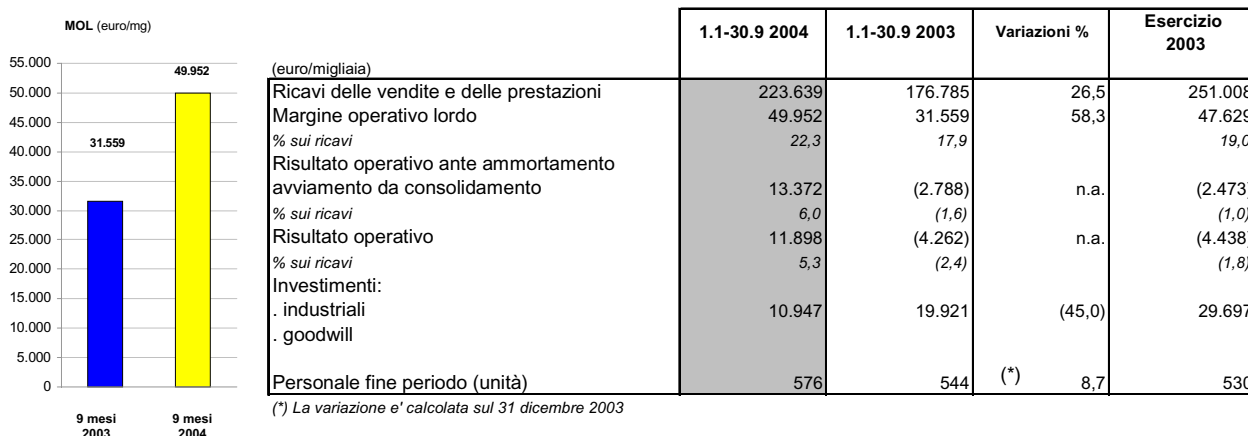 MOL (euro/mg)
55.000
50.000
45.000
40.000
35.000
30.000
25.000
20.000
15.000
10.000
5.000
0
31.559
49.952
9 mesi 2003
9 mesi 2004
1.1-30.9 2004 1.1-30.9 2003 Variazioni % Esercizio 2003
(euro/migliaia)
Ricavi delle vendite e delle prestazioni 223.639 176.785 26,5 251.008
Margine operativo lordo 49.952 31.559 58,3 47.629
% sui ricavi 22,3 17,9 19,0
Risultato operativo ante ammortamento
avviamento da consolidamento 13.372 (2.788) n.a. (2.473)
% sui ricavi 6,0 (1,6) (1,0)
Risultato operativo 11.898 (4.262) n.a. (4.438)
% sui ricavi 5,3 (2,4) (1,8)
Investimenti:
. industriali 10.947 19.921 (45,0) 29.697
. goodwill
Personale fine periodo (unità) 576 544 (*) 8,7 530
(*) La variazione e' calcolata sul 31 dicembre 2003